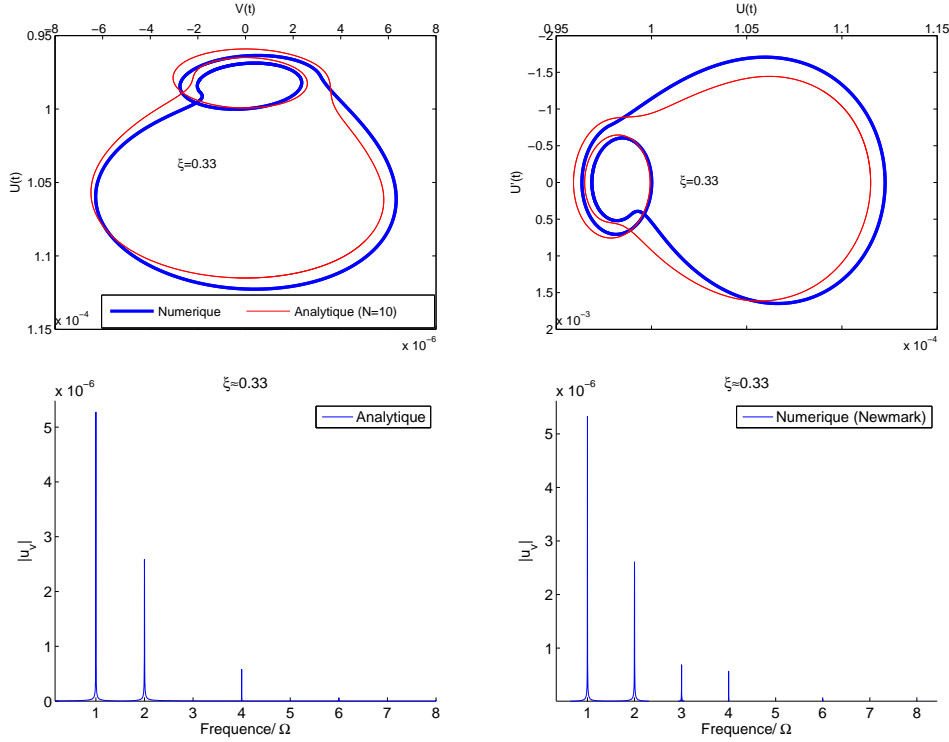 V(t)
−8 −6 −4 −2 0 2 4 6 8
0.95
1
1.05
1.1
1.15
U(t)
ξ=0.33
Numerique
Analytique (N=10)
x 10⁻⁴
x 10⁻⁶
U(t)
0.95 1 1.05 1.1 1.15
−2
−1.5
−1
−0.5
0
0.5
1
1.5
2
U'(t)
ξ=0.33
x 10⁻³
x 10⁻⁴
x 10⁻⁶
ξ≈0.33
Analytique
5
4
3
2
1
0
|u_v|
1 2 3 4 5 6 7 8
Frequence/ Ω
x 10⁻⁶
ξ≈0.33
Numerique (Newmark)
5
4
3
2
1
|u_v|
1 2 3 4 5 6 7 8
Frequence/ Ω